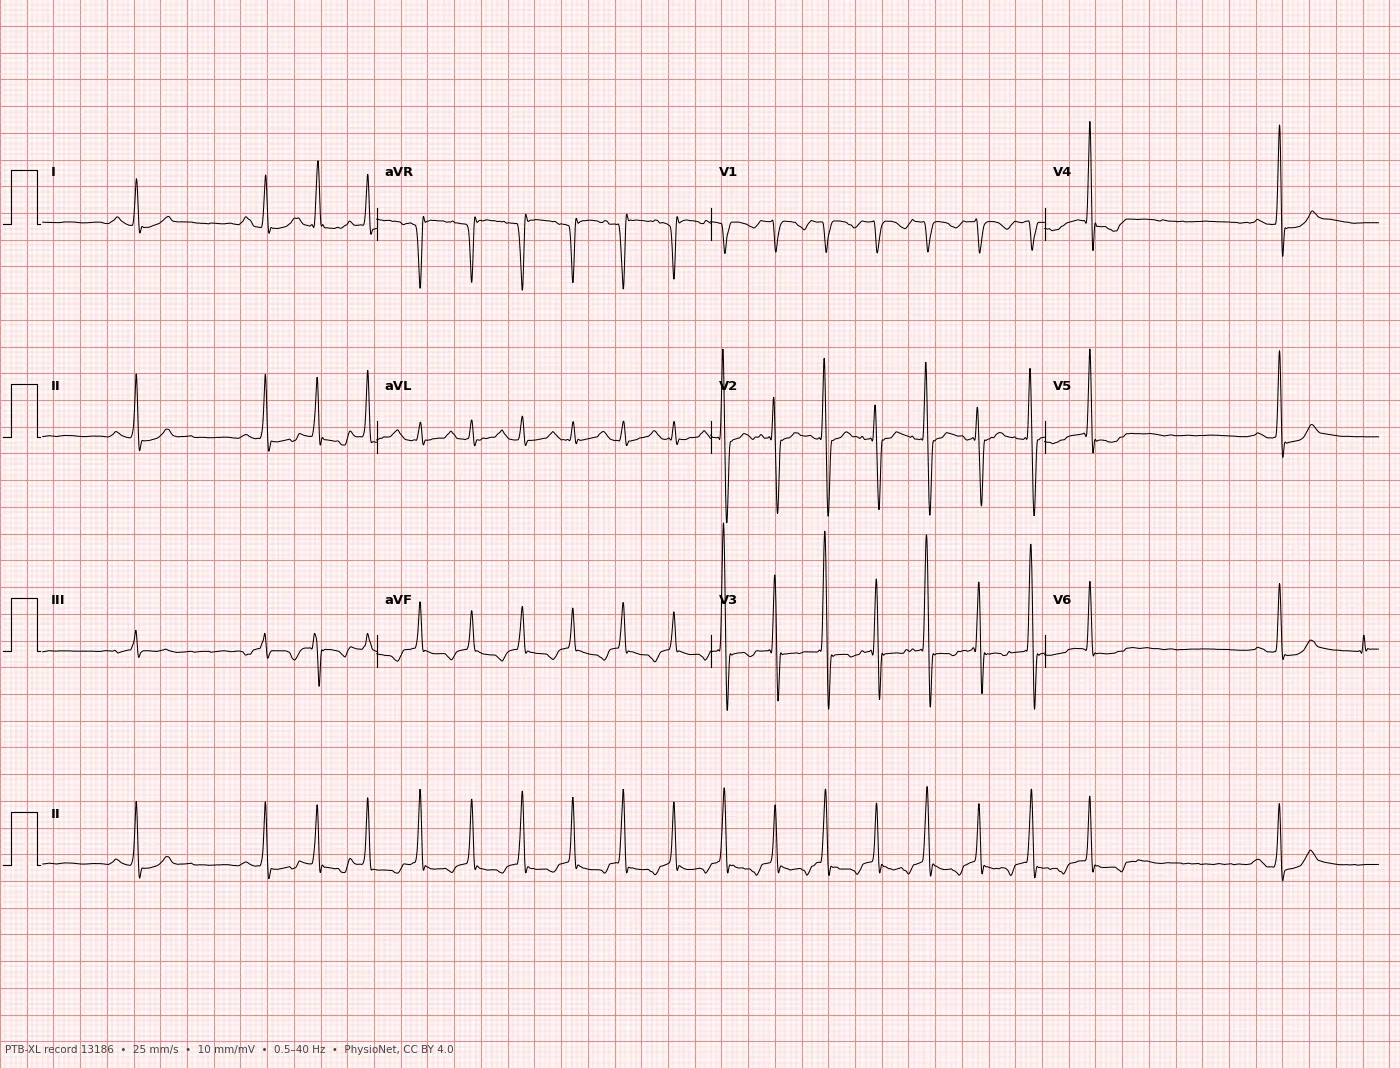 I aVR V1 V4
II aVL V2 V5
III aVF V3 V6
II
PTB-XL record 13186 • 25 mm/s • 10 mm/mV • 0.5–40 Hz • PhysioNet, CC BY 4.0